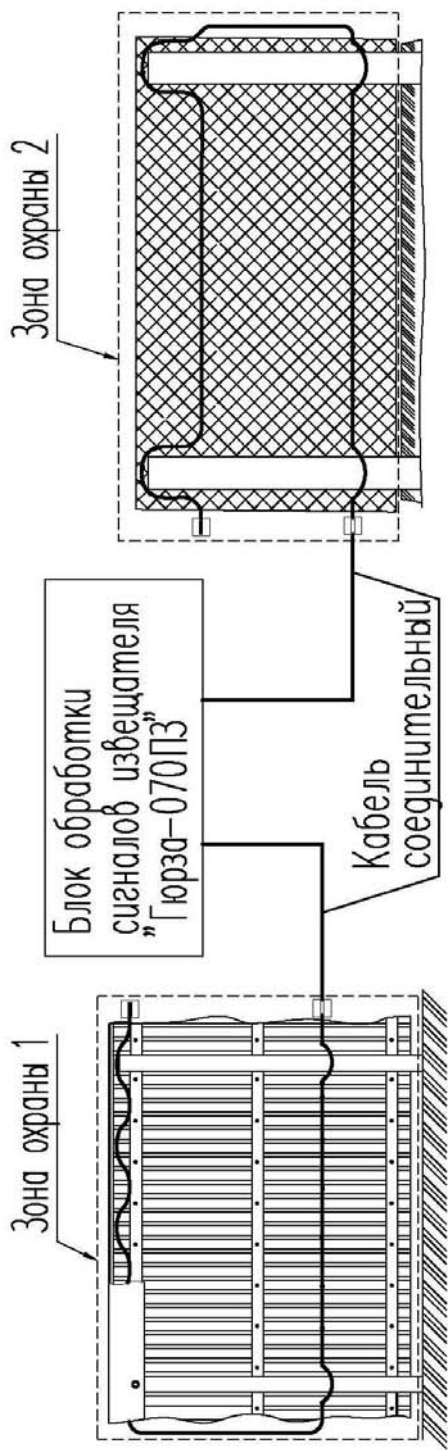 Зона охраны 1
Блок обработки
сигналов извещателя
"Гюрза-070ПЗ"
Зона охраны 2
Кабель
соединительный